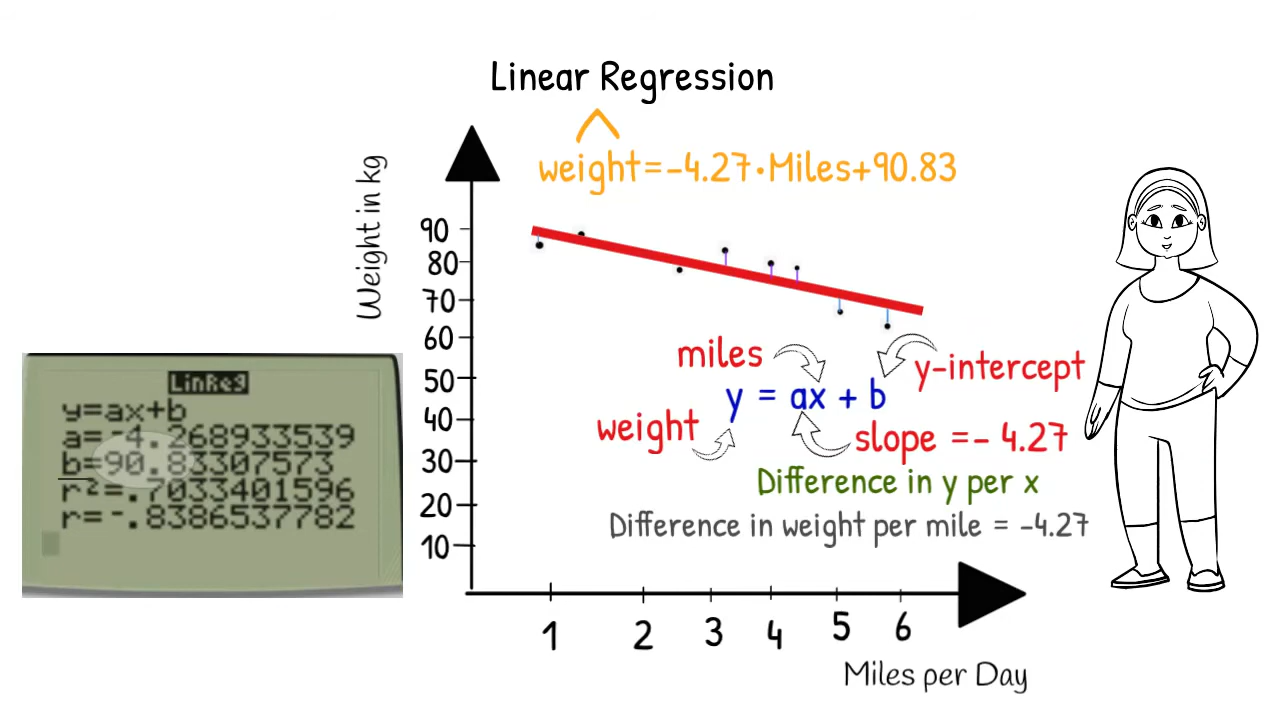 Linear Regression
weight=-4.27·Miles+90.83
Weight in kg
90
80
70
60
50
40
30
20
10
miles
y-intercept
y = ax + b
weight
slope =- 4.27
Difference in y per x
Difference in weight per mile = -4.27
LinReg
y=ax+b
a=-4.268933539
b=90.83307573
r²=.7033401596
r=-.8386537782
1 2 3 4 5 6
Miles per Day